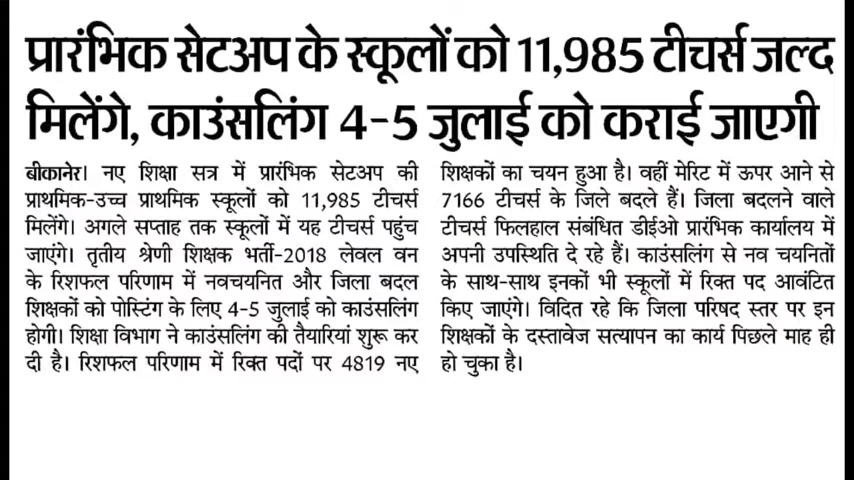 प्रारंभिक सेटअप के स्कूलों को 11,985 टीचर्स जल्द
मिलेंगे, काउंसलिंग 4-5 जुलाई को कराई जाएगी
बीकानेर। नए शिक्षा सत्र में प्रारंभिक सेटअप की
प्राथमिक-उच्च प्राथमिक स्कूलों को 11,985 टीचर्स
मिलेंगे। अगले सप्ताह तक स्कूलों में यह टीचर्स पहुंच
जाएंगे। तृतीय श्रेणी शिक्षक भर्ती-2018 लेवल वन
के रिशफल परिणाम में नवचयनित और जिला बदल
शिक्षकों को पोस्टिंग के लिए 4-5 जुलाई को काउंसलिंग
होगी। शिक्षा विभाग ने काउंसलिंग की तैयारियां शुरू कर
दी है। रिशफल परिणाम में रिक्त पदों पर 4819 नए
शिक्षकों का चयन हुआ है। वहीं मेरिट में ऊपर आने से
7166 टीचर्स के जिले बदले हैं। जिला बदलने वाले
टीचर्स फिलहाल संबंधित डीईओ प्रारंभिक कार्यालय में
अपनी उपस्थिति दे रहे हैं। काउंसलिंग से नव चयनितों
के साथ-साथ इनको भी स्कूलों में रिक्त पद आवंटित
किए जाएंगे। विदित रहे कि जिला परिषद स्तर पर इन
शिक्षकों के दस्तावेज सत्यापन का कार्य पिछले माह ही
हो चुका है।